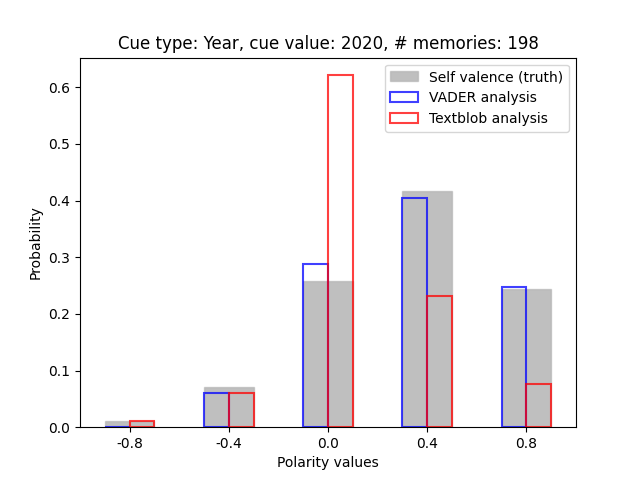 Cue type: Year, cue value: 2020, # memories: 198
Self valence (truth)
VADER analysis
Textblob analysis
Probability
0.6
0.5
0.4
0.3
0.2
0.1
0.0
-0.8 -0.4 0.0 0.4 0.8
Polarity values